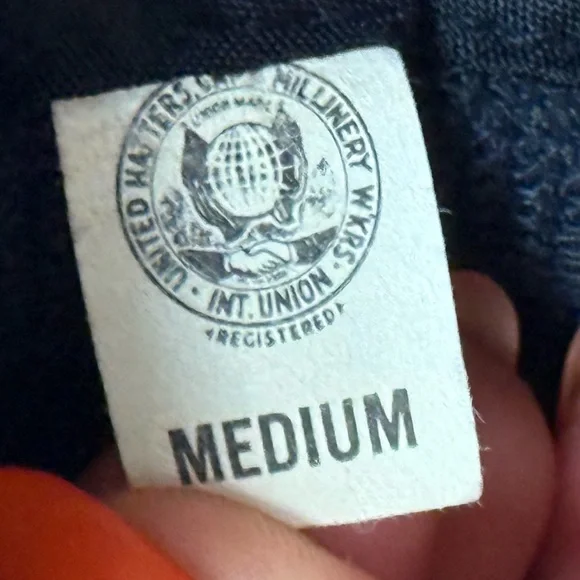 UNITED HATTERS CAP & MILLINERY W'KRS.
UNION MADE
· INT. UNION ·
REGISTERED
MEDIUM